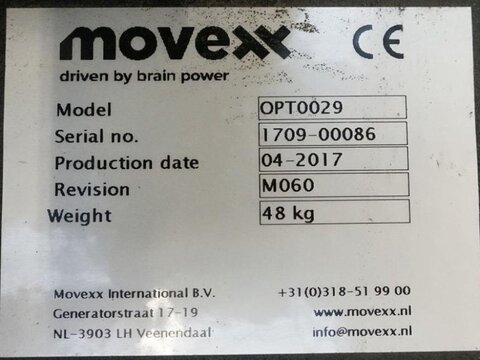 movexx CE
driven by brain power
Model OPT0029
Serial no. 1709-00086
Production date 04-2017
Revision M060
Weight 48 kg
Movexx International B.V. +31(0)318-51 99 00
Generatorstraat 17-19 www.movexx.nl
NL-3903 LH Veenendaal info@movexx.nl